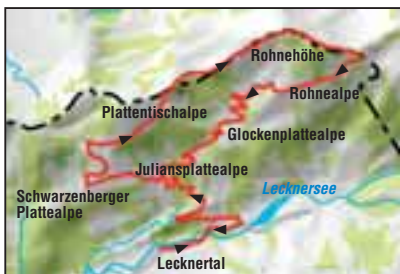 Rohnehöhe
Rohnealpe
Plattentischalpe
Glockenplattealpe
Juliansplattealpe
Schwarzenberger
Plattealpe
Lecknersee
Lecknertal